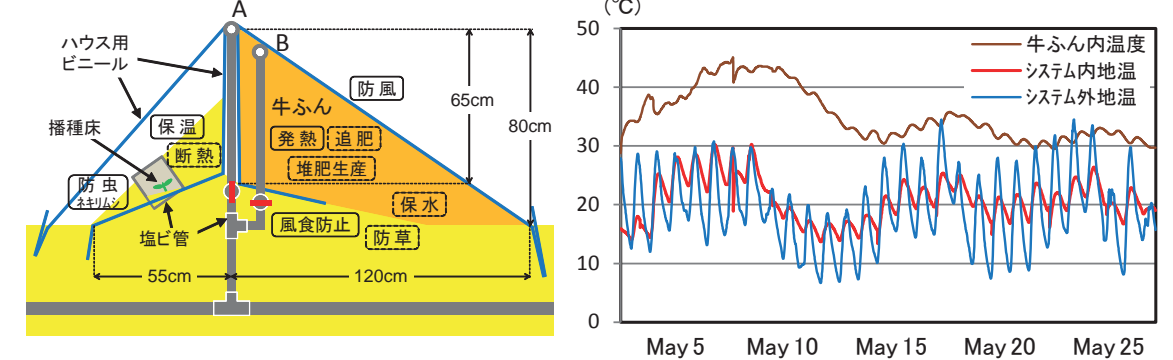 A
B
ハウス用
ビニール
牛ふん
防風
65cm
80cm
播種床
保温
断熱
発熱
追肥
堆肥生産
防虫
ネキリムシ
保水
塩ビ管
風食防止
防草
55cm
120cm
(℃)
50
40
30
20
10
0
牛ふん内温度
システム内地温
システム外地温
May 5
May 10
May 15
May 20
May 25